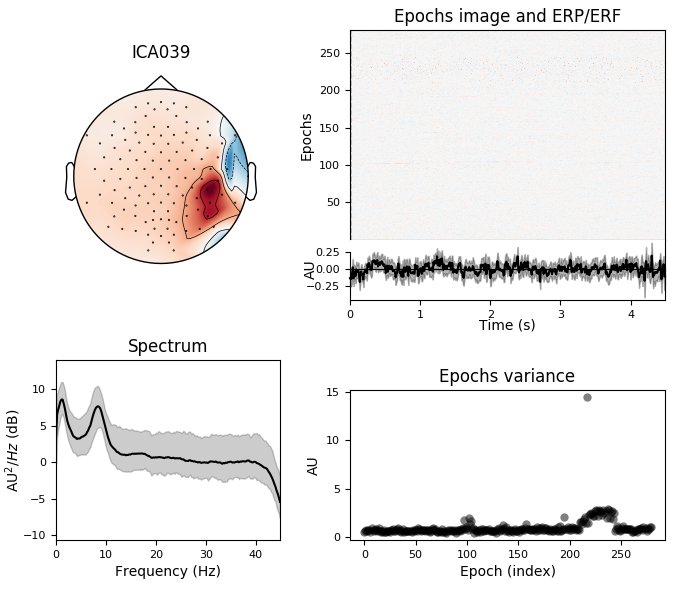 ICA039
Epochs image and ERP/ERF
Epochs
250
200
150
100
50
AU
0.25
0.00
−0.25
0 1 2 3 4
Time (s)
Spectrum
AU²/Hz (dB)
10
5
0
−5
−10
0 10 20 30 40
Frequency (Hz)
Epochs variance
AU
15
10
5
0
0 50 100 150 200 250
Epoch (index)